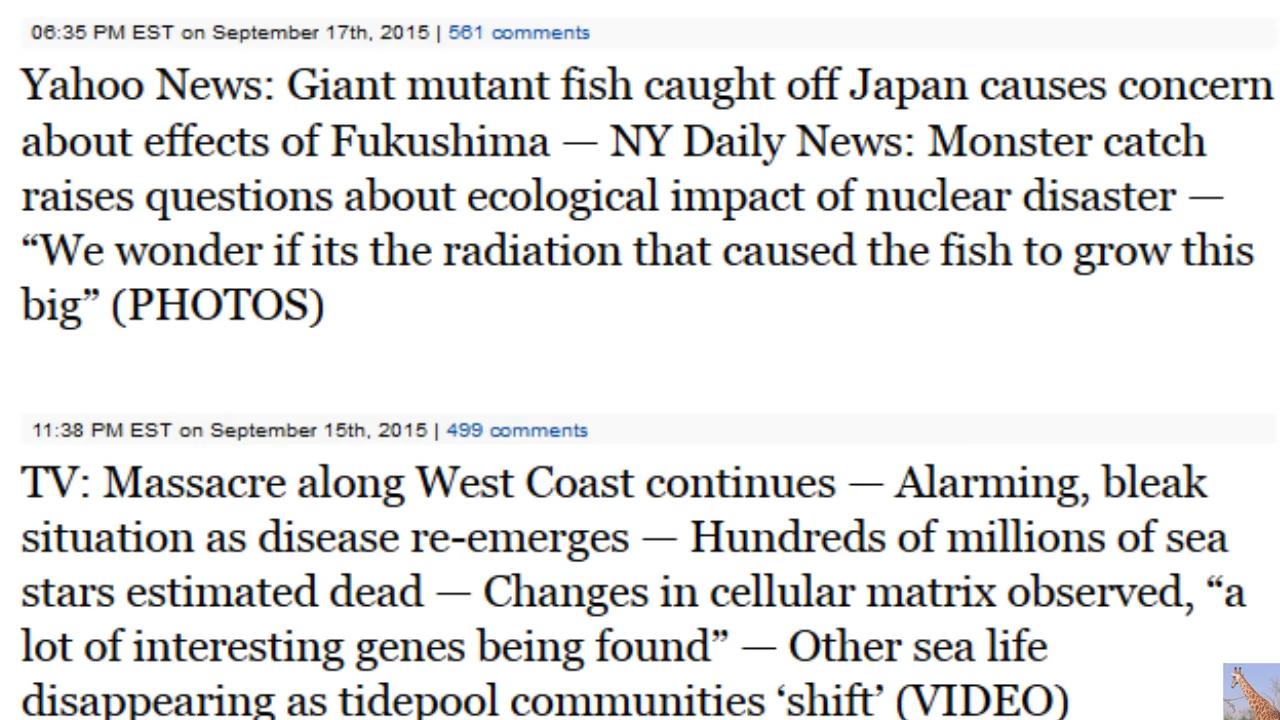 06:35 PM EST on September 17th, 2015 | 561 comments
Yahoo News: Giant mutant fish caught off Japan causes concern
about effects of Fukushima — NY Daily News: Monster catch
raises questions about ecological impact of nuclear disaster —
“We wonder if its the radiation that caused the fish to grow this
big” (PHOTOS)
11:38 PM EST on September 15th, 2015 | 499 comments
TV: Massacre along West Coast continues — Alarming, bleak
situation as disease re-emerges — Hundreds of millions of sea
stars estimated dead — Changes in cellular matrix observed, “a
lot of interesting genes being found” — Other sea life
disappearing as tidepool communities ‘shift’ (VIDEO)